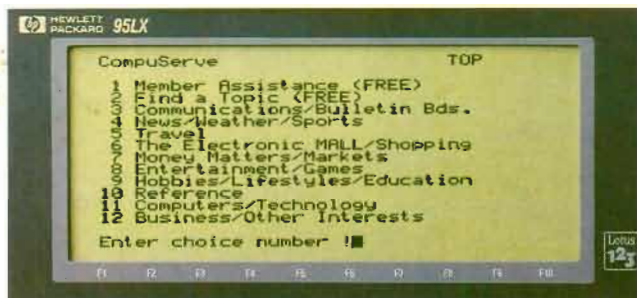 hp HEWLETT PACKARD 95LX
CompuServe TOP
1 Member Assistance (FREE)
2 Find a Topic (FREE)
3 Communications/Bulletin Bds.
4 News/Weather/Sports
5 Travel
6 The Electronic MALL/Shopping
7 Money Matters/Markets
8 Entertainment/Games
9 Hobbies/Lifestyles/Education
10 Reference
11 Computers/Technology
12 Business/Other Interests
Enter choice number !
F1 F2 F3 F4 F5 F6 F7 F8 F9 F10
Lotus
123